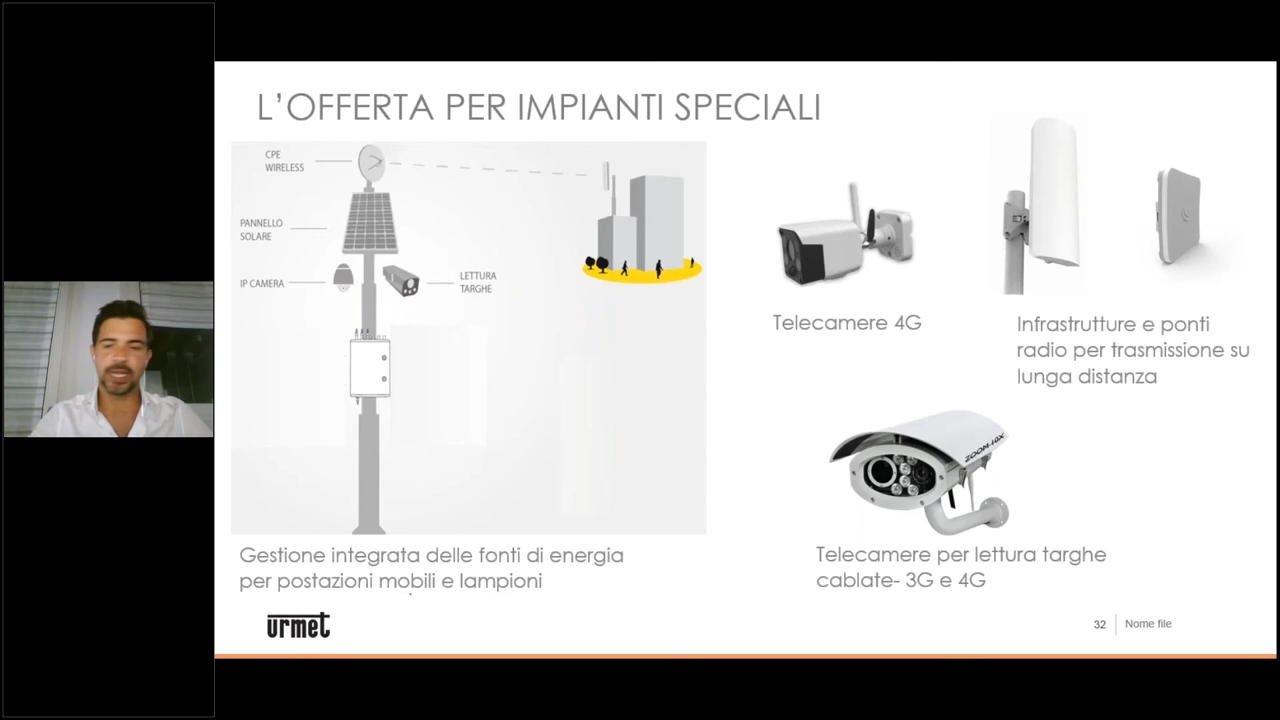 L'OFFERTA PER IMPIANTI SPECIALI
CPE
WIRELESS
PANNELLO
SOLARE
IP CAMERA
LETTURA
TARGHE
Telecamere 4G
Infrastrutture e ponti
radio per trasmissione su
lunga distanza
ZOOM-ICX
Gestione integrata delle fonti di energia
per postazioni mobili e lampioni
Telecamere per lettura targhe
cablate- 3G e 4G
urmet
32
Nome file